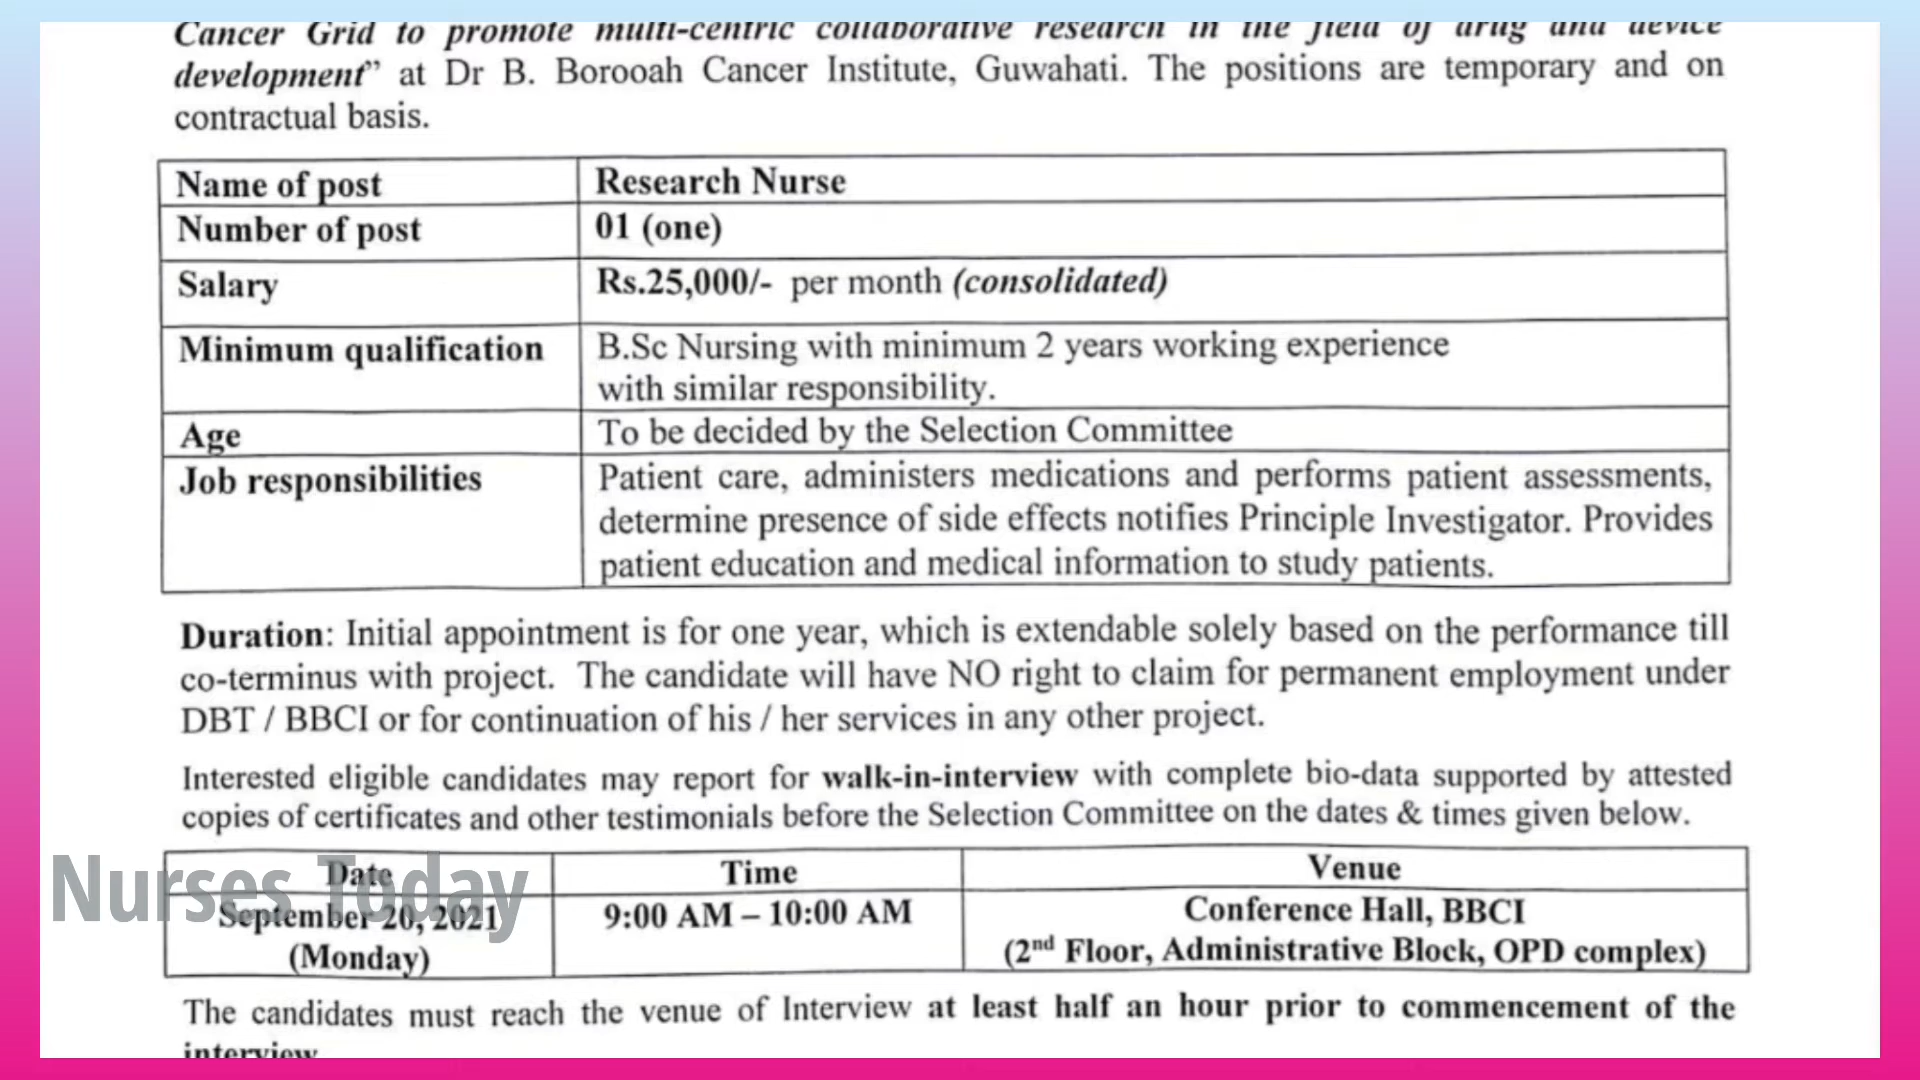 Cancer Grid to promote multi-centric collaborative research in the field of drug and device
development” at Dr B. Borooah Cancer Institute, Guwahati. The positions are temporary and on
contractual basis.
Name of post Research Nurse
Number of post 01 (one)
Salary Rs.25,000/- per month (consolidated)
Minimum qualification B.Sc Nursing with minimum 2 years working experience
with similar responsibility.
Age To be decided by the Selection Committee
Job responsibilities Patient care, administers medications and performs patient assessments,
determine presence of side effects notifies Principle Investigator. Provides
patient education and medical information to study patients.
Duration: Initial appointment is for one year, which is extendable solely based on the performance till
co-terminus with project. The candidate will have NO right to claim for permanent employment under
DBT / BBCI or for continuation of his / her services in any other project.
Interested eligible candidates may report for walk-in-interview with complete bio-data supported by attested
copies of certificates and other testimonials before the Selection Committee on the dates & times given below.
Nurses Today
Date Time Venue
September 20, 2021 9:00 AM – 10:00 AM Conference Hall, BBCI
(Monday) (2nd Floor, Administrative Block, OPD complex)
The candidates must reach the venue of Interview at least half an hour prior to commencement of the
interview.